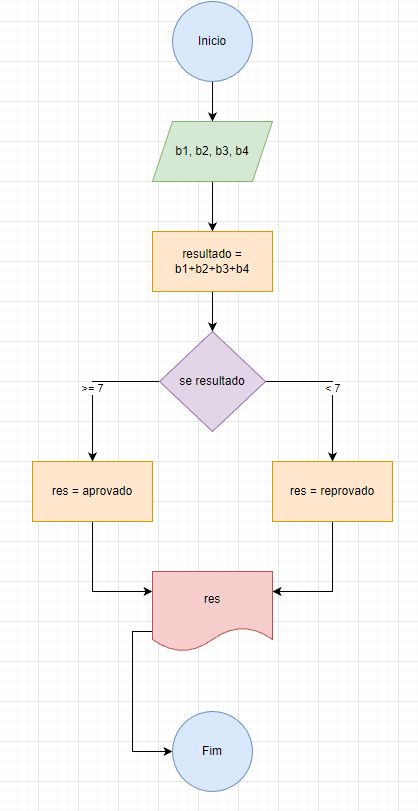 Inicio
b1, b2, b3, b4
resultado =
b1+b2+b3+b4
se resultado
>= 7
< 7
res = aprovado
res = reprovado
res
Fim